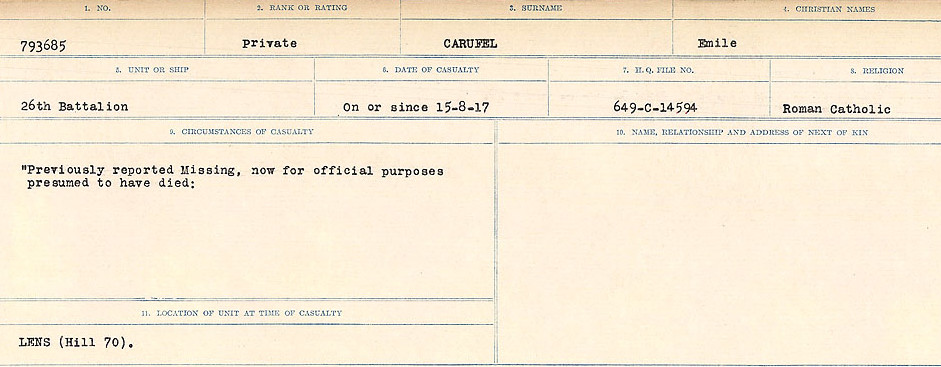 1. NO. 2. RANK OR RATING 3. SURNAME 4. CHRISTIAN NAMES
793685 Private CARUFEL Emile
5. UNIT OR SHIP 6. DATE OF CASUALTY 7. H.Q. FILE NO. 8. RELIGION
26th Battalion On or since 15-8-17 649-C-14594 Roman Catholic
9. CIRCUMSTANCES OF CASUALTY 10. NAME, RELATIONSHIP AND ADDRESS OF NEXT OF KIN
"Previously reported Missing, now for official purposes
presumed to have died:
11. LOCATION OF UNIT AT TIME OF CASUALTY
LENS (Hill 70).